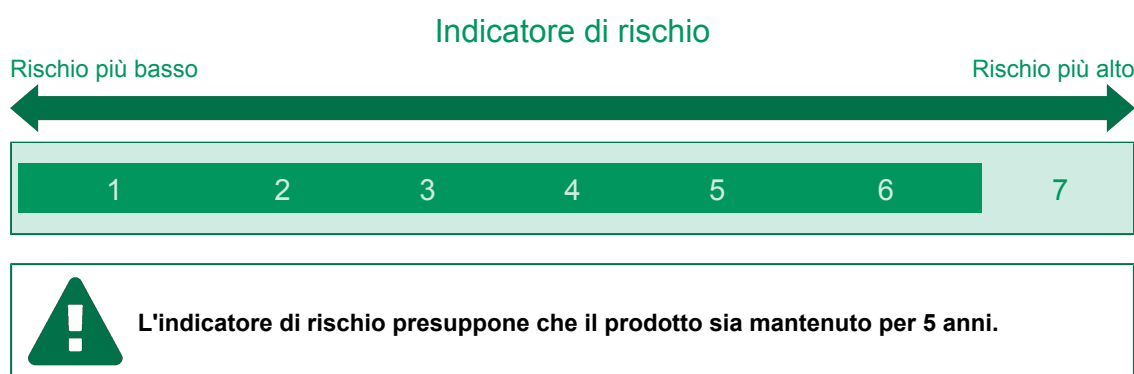 Indicatore di rischio
Rischio più basso Rischio più alto
1 2 3 4 5 6 7
L'indicatore di rischio presuppone che il prodotto sia mantenuto per 5 anni.